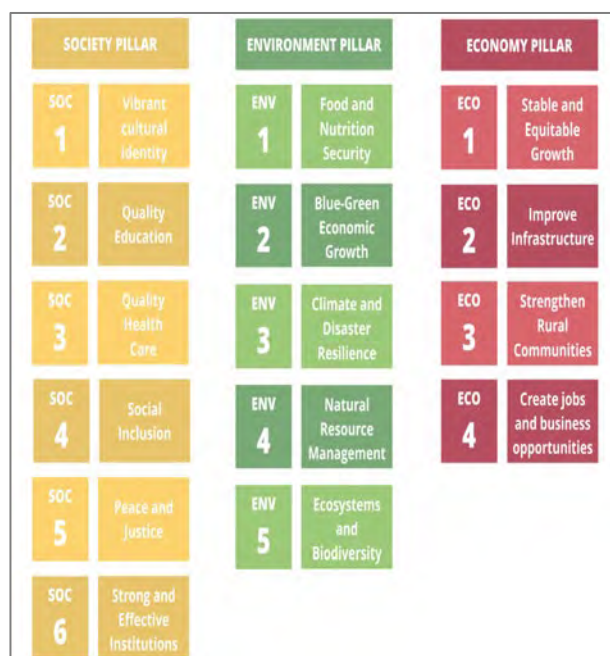 SOCIETY PILLAR
SOC
1
Vibrant
cultural
identity
SOC
2
Quality
Education
SOC
3
Quality
Health
Care
SOC
4
Social
Inclusion
SOC
5
Peace and
Justice
SOC
6
Strong and
Effective
Institutions
ENVIRONMENT PILLAR
ENV
1
Food and
Nutrition
Security
ENV
2
Blue-Green
Economic
Growth
ENV
3
Climate and
Disaster
Resilience
ENV
4
Natural
Resource
Management
ENV
5
Ecosystems
and
Biodiversity
ECONOMY PILLAR
ECO
1
Stable and
Equitable
Growth
ECO
2
Improve
Infrastructure
ECO
3
Strengthen
Rural
Communities
ECO
4
Create jobs
and business
opportunities